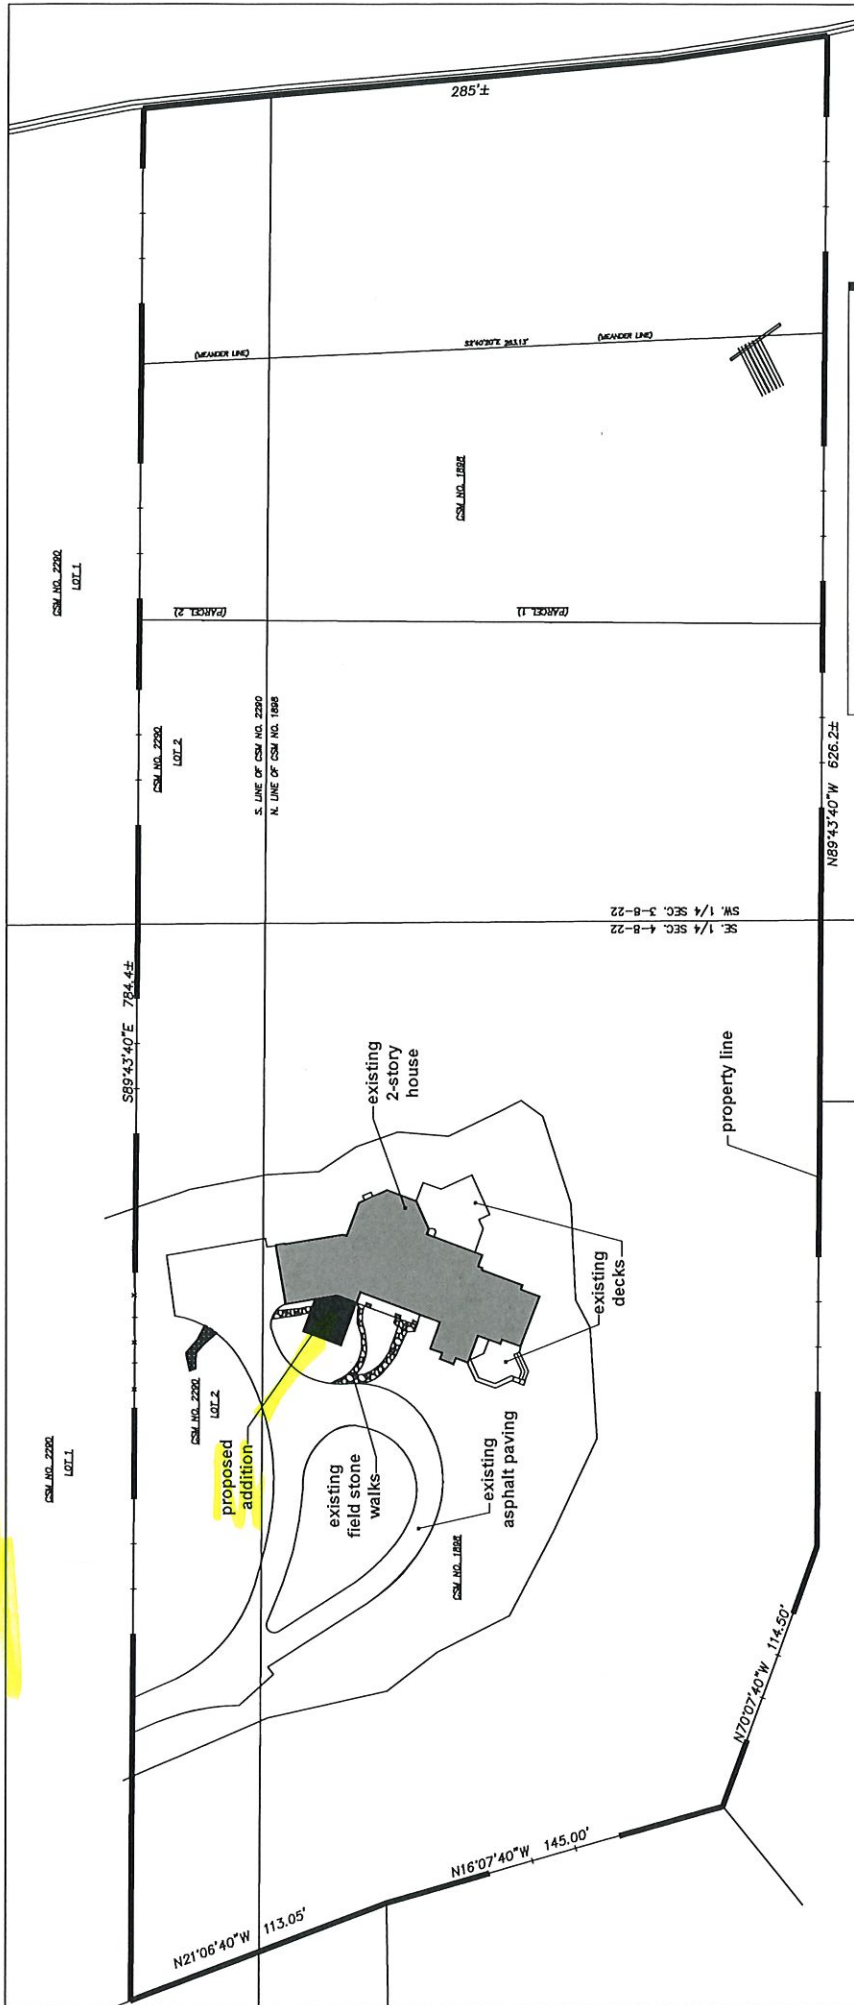 285'±
(MEANDER LINE)
S2°40'20"E 283.13'
(MEANDER LINE)
CSM NO. 1898
CSM NO. 2290
LOT 1
(PARCEL 2)
(PARCEL 1)
CSM NO. 2290
LOT 2
S. LINE OF CSM NO. 2290
N. LINE OF CSM NO. 1898
N89°43'40"W 626.2±
SW. 1/4 SEC. 3-8-22
SE. 1/4 SEC. 4-8-22
S89°43'40"E 784.4±
existing
2-story
house
property line
existing
decks
CSM NO. 2290
LOT 2
CSM NO. 2290
LOT 1
proposed
addition
existing
field stone
walks
existing
asphalt paving
CSM NO. 1898
N70°07'40"W 114.50'
N16°07'40"W 145.00'
N21°06'40"W 113.05'